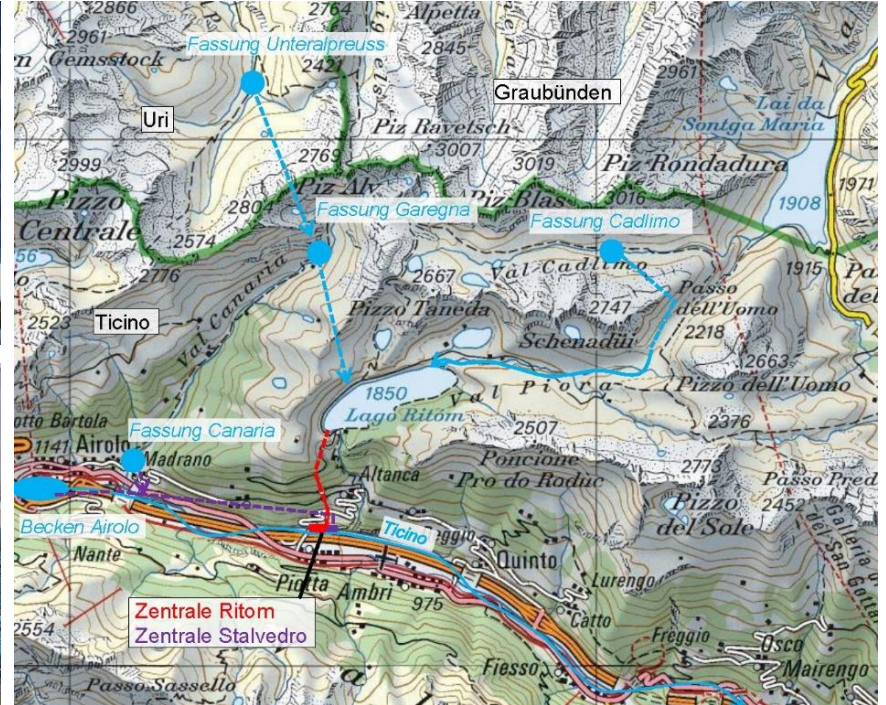 2866
2764
Alpetta
2961
Fassung Unteralpreuss
2845
Gemsstock
2421
2961
Graubünden
Lai da
Uri
Sontga Maria
Piz Ravetsch
3007
2999
2769
3019
Piz Rondadura
1971
Pizzo
280
Piz Alv
Piz Blas
3016
1908
Centrale
Fassung Garegna
Fassung Cadlimo
2574
2776
1915
Val Cadlimo
2667
Passo
dell'Uomo
2523
Val Canaria
Pizzo Taneda
2747
Ticino
Schenadüi
2218
2663
1850
Val Piora
Pizzo dell'Uomo
Lago Ritóm
2376
Fassung Canaria
2507
1141
Airolo
Madrano
Poncione
2773
Altanca
Pro do Roduc
Pizzo
del Sole
2452
Becken Airolo
Ticino
Nante
Quinto
Piotta
Lurengo
Ambri
975
Catto
Zentrale Ritom
Zentrale Stalvedro
2554
Freggio
Osco
Fiesso
Mairengo
Passo Sassello